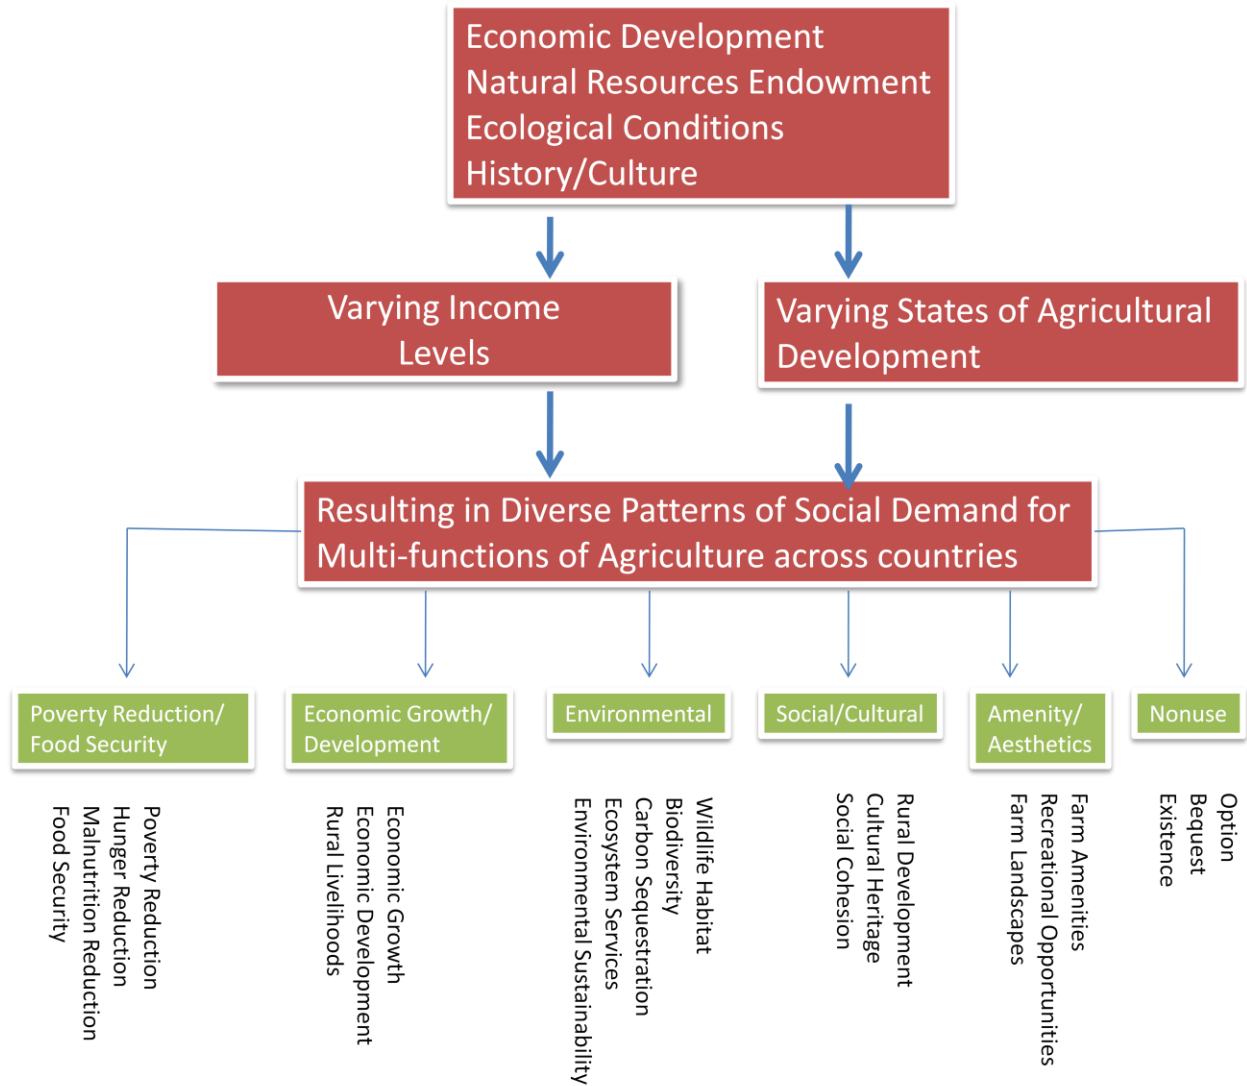 Economic Development
Natural Resources Endowment
Ecological Conditions
History/Culture
Varying Income
Levels
Varying States of Agricultural
Development
Resulting in Diverse Patterns of Social Demand for
Multi-functions of Agriculture across countries
Poverty Reduction/
Food Security
Economic Growth/
Development
Environmental
Social/Cultural
Amenity/
Aesthetics
Nonuse
Poverty Reduction
Hunger Reduction
Malnutrition Reduction
Food Security
Economic Growth
Economic Development
Rural Livelihoods
Wildlife Habitat
Biodiversity
Carbon Sequestration
Ecosystem Services
Environmental Sustainability
Rural Development
Cultural Heritage
Social Cohesion
Farm Amenities
Recreational Opportunities
Farm Landscapes
Option
Bequest
Existence